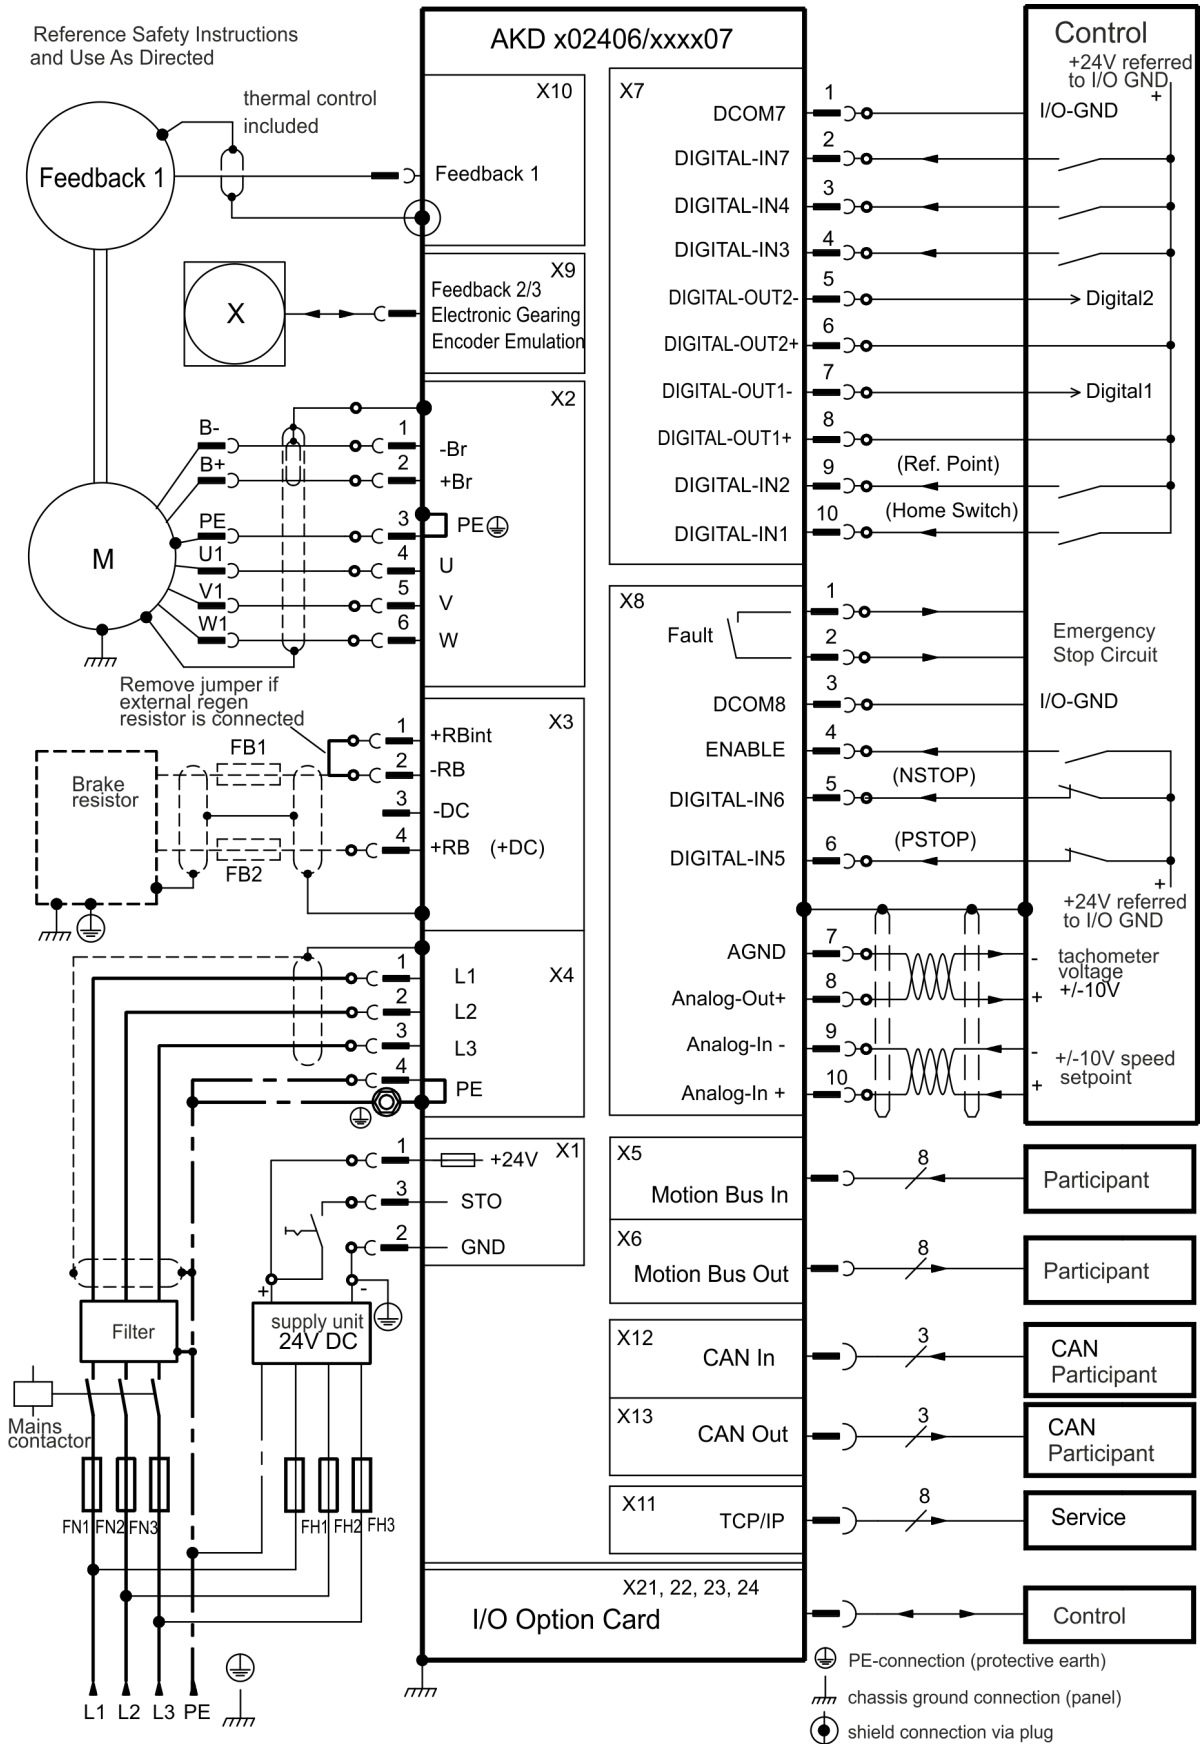 Reference Safety Instructions
and Use As Directed
thermal control
included
Feedback 1
AKD x02406/xxxx07
X10
Feedback 1
X
X9
Feedback 2/3
Electronic Gearing
Encoder Emulation
X2
B-
1
-Br
B+
2
+Br
PE
3
PE
U1
4
U
V1
5
V
W1
6
W
M
Remove jumper if
external regen
resistor is connected
X3
1
+RBint
FB1
2
-RB
Brake
resistor
3
-DC
4
+RB (+DC)
FB2
X4
1
L1
2
L2
3
L3
4
PE
X1
1
+24V
3
STO
2
GND
+
-
supply unit
24V DC
Filter
Mains
contactor
FN1
FN2
FN3
FH1
FH2
FH3
L1
L2
L3
PE
X7
DCOM7
1
DIGITAL-IN7
2
DIGITAL-IN4
3
DIGITAL-IN3
4
DIGITAL-OUT2-
5
Digital2
DIGITAL-OUT2+
6
DIGITAL-OUT1-
7
Digital1
DIGITAL-OUT1+
8
DIGITAL-IN2
9
(Ref. Point)
DIGITAL-IN1
10
(Home Switch)
Control
+24V referred
to I/O GND
+
I/O-GND
X8
Fault
1
2
Emergency
Stop Circuit
DCOM8
3
I/O-GND
ENABLE
4
DIGITAL-IN6
5
(NSTOP)
DIGITAL-IN5
6
(PSTOP)
+
+24V referred
to I/O GND
AGND
7
-
tachometer
voltage
+/-10V
Analog-Out+
8
+
Analog-In -
9
-
+/-10V speed
setpoint
Analog-In +
10
+
X5
Motion Bus In
8
Participant
X6
Motion Bus Out
8
Participant
X12
CAN In
3
CAN
Participant
X13
CAN Out
3
CAN
Participant
X11
TCP/IP
8
Service
X21, 22, 23, 24
I/O Option Card
Control
PE-connection (protective earth)
chassis ground connection (panel)
shield connection via plug